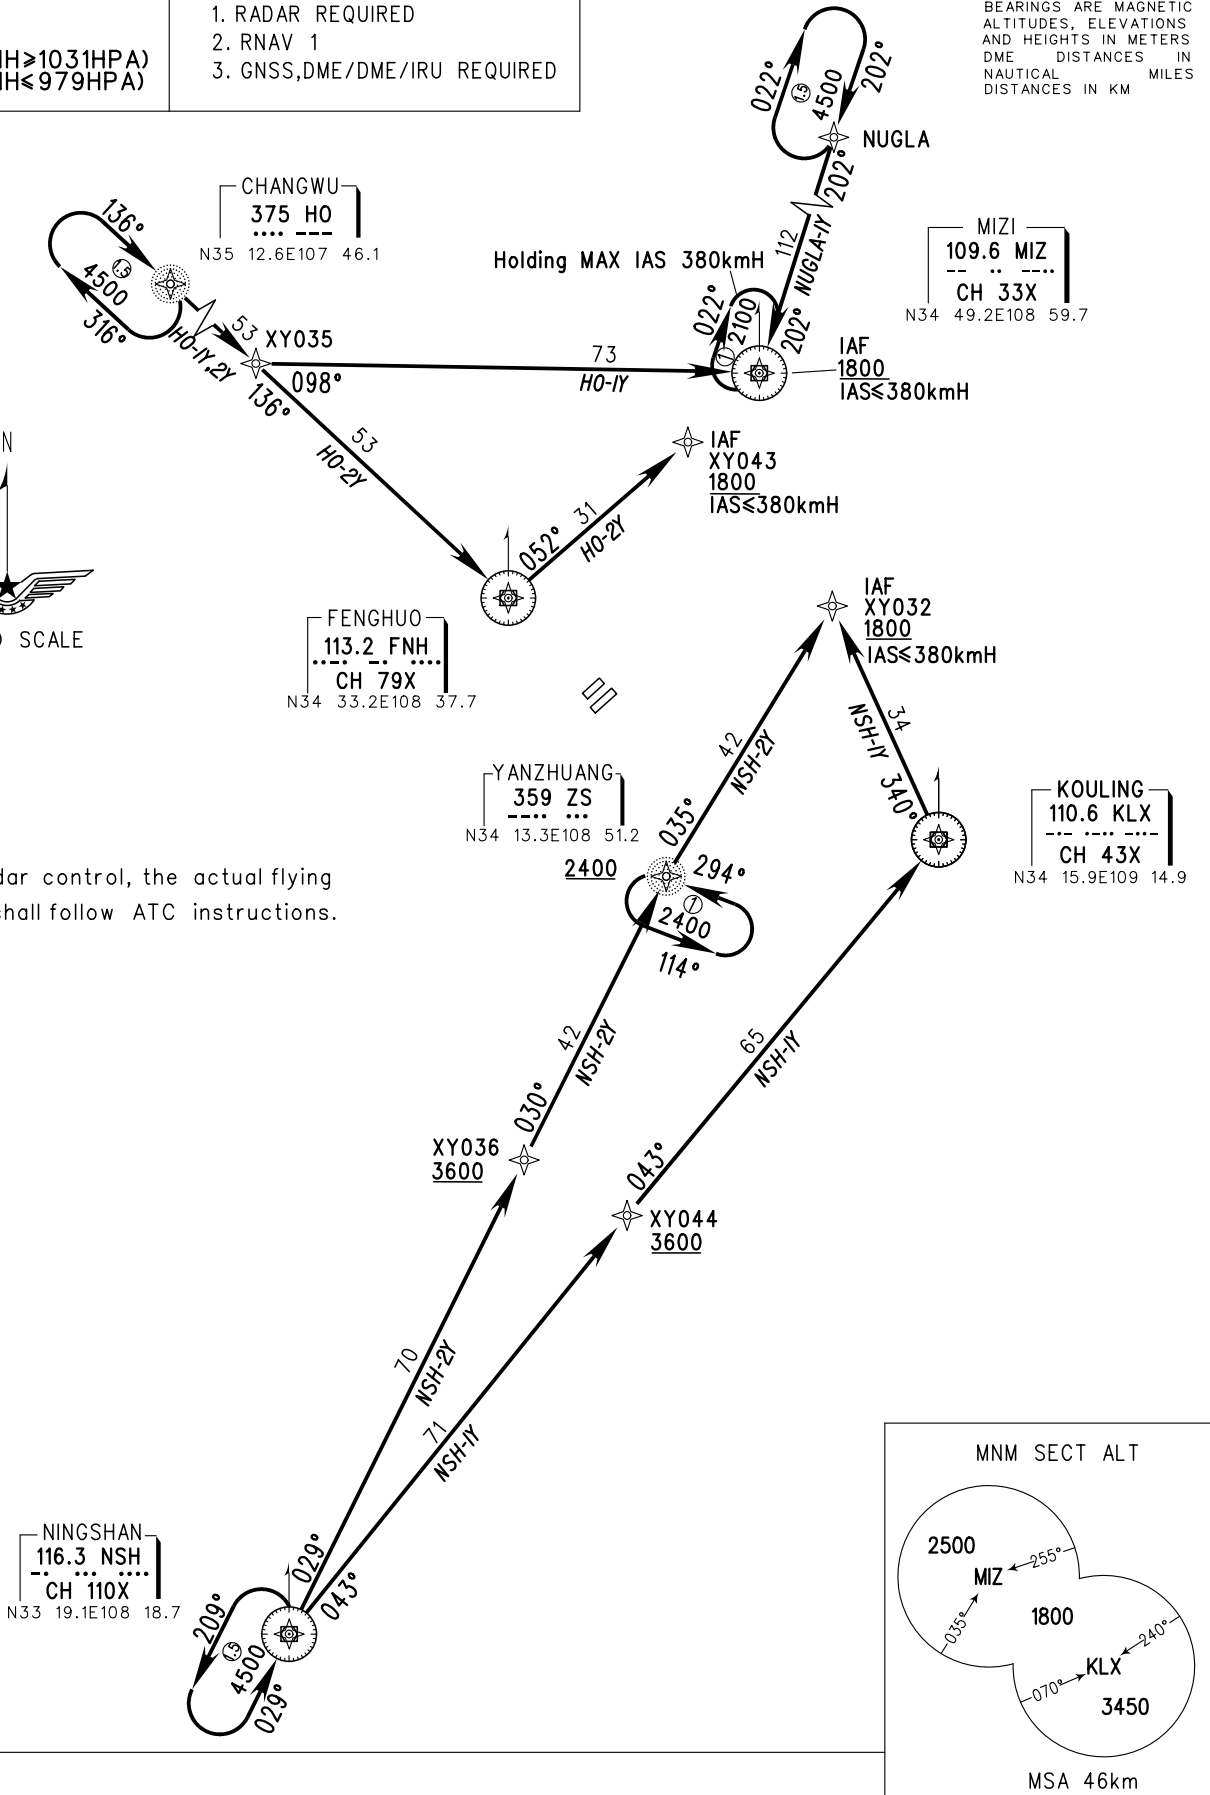 1. RADAR REQUIRED
2. RNAV 1
3. GNSS,DME/DME/IRU REQUIRED
H≥1031HPA)
H≤979HPA)
BEARINGS ARE MAGNETIC
ALTITUDES, ELEVATIONS
AND HEIGHTS IN METERS
DME DISTANCES IN
NAUTICAL MILES
DISTANCES IN KM
022°
1.5
4500
202°
NUGLA
202°
112
NUGLA-1Y
CHANGWU
375 HO
N35 12.6E107 46.1
136°
1.5
4500
316°
HO-1Y,2Y
53
XY035
098°
136°
73
HO-1Y
Holding MAX IAS 380kmH
022°
1
2100
202°
MIZI
109.6 MIZ
CH 33X
N34 49.2E108 59.7
IAF
1800
IAS≤380kmH
53
HO-2Y
IAF
XY043
1800
IAS≤380kmH
052°
31
HO-2Y
N
SCALE
FENGHUO
113.2 FNH
CH 79X
N34 33.2E108 37.7
IAF
XY032
1800
IAS≤380kmH
42
NSH-2Y
34
NSH-1Y
340°
YANZHUANG
359 ZS
N34 13.3E108 51.2
2400
035°
294°
1
2400
114°
KOULING
110.6 KLX
CH 43X
N34 15.9E109 14.9
dar control, the actual flying
hall follow ATC instructions.
42
NSH-2Y
030°
65
NSH-1Y
043°
XY036
3600
XY044
3600
70
NSH-2Y
71
NSH-1Y
NINGSHAN
116.3 NSH
CH 110X
N33 19.1E108 18.7
029°
043°
209°
1.5
4500
029°
MNM SECT ALT
2500
MIZ
255°
035°
1800
KLX
240°
070°
3450
MSA 46km